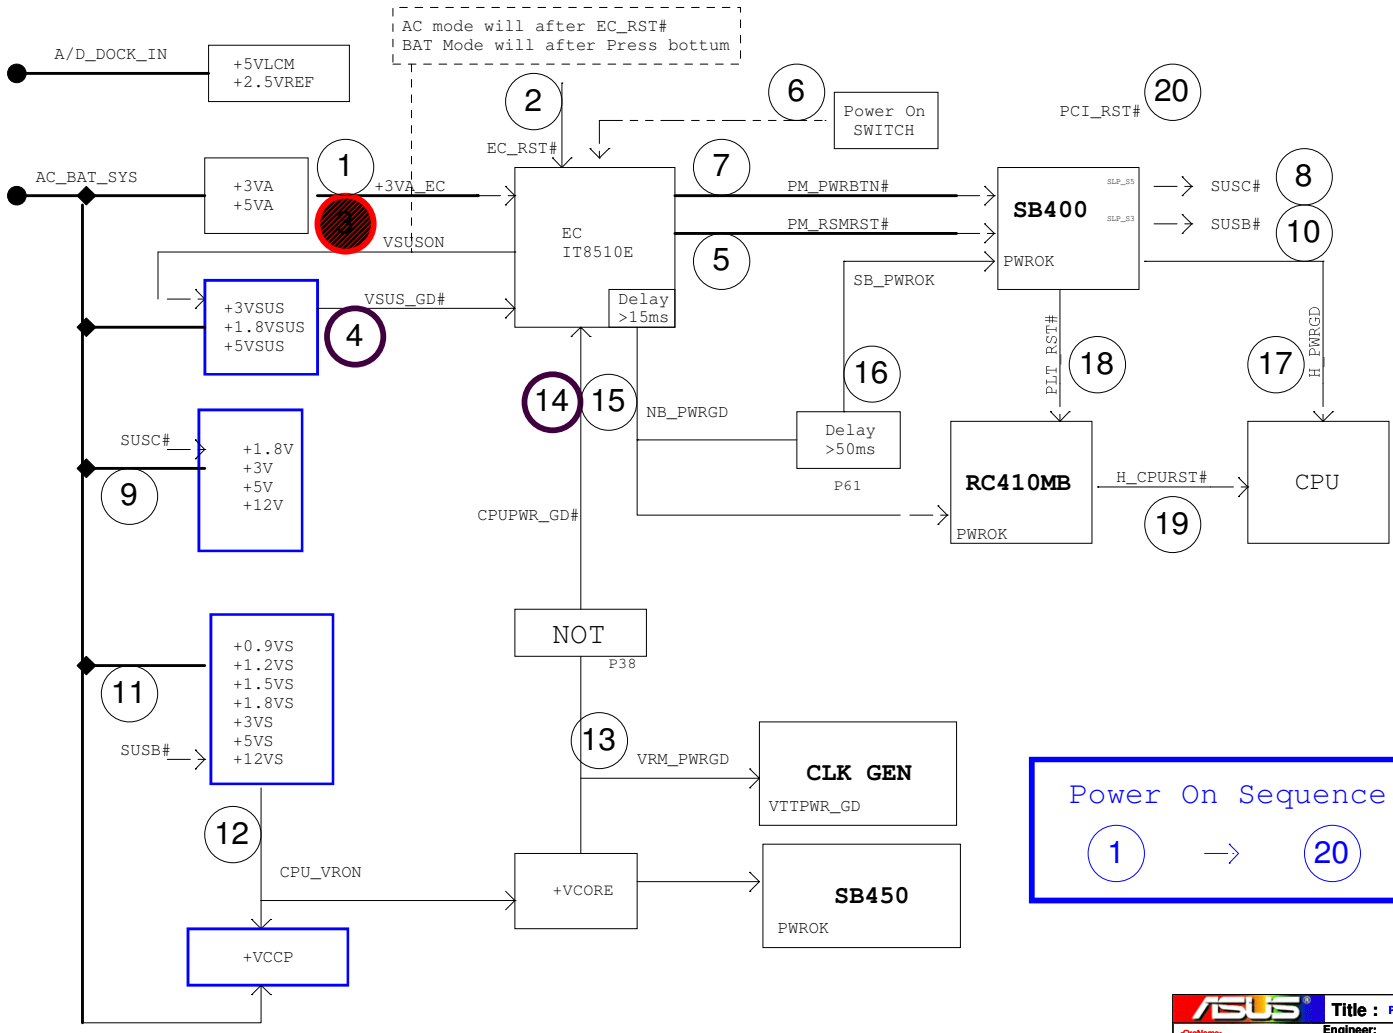 AC mode will after EC_RST#
BAT Mode will after Press bottum
A/D_DOCK_IN
+5VLCM
+2.5VREF
2
EC_RST#
6
Power On
SWITCH
PCI_RST#
20
AC_BAT_SYS
+3VA
+5VA
1
+3VA_EC
3
VSUSON
EC
IT8510E
Delay
>15ms
7
PM_PWRBTN#
PM_RSMRST#
5
SB400
SLP_S5
SLP_S3
PWROK
SUSC#
8
SUSB#
10
SB_PWROK
+3VSUS
+1.8VSUS
+5VSUS
VSUS_GD#
4
14
15
NB_PWRGD
16
Delay
>50ms
P61
PLT_RST#
18
17
H_PWRGD
SUSC#
9
+1.8V
+3V
+5V
+12V
CPUPWR_GD#
RC410MB
PWROK
H_CPURST#
19
CPU
NOT
P38
11
SUSB#
+0.9VS
+1.2VS
+1.5VS
+1.8VS
+3VS
+5VS
+12VS
13
VRM_PWRGD
CLK GEN
VTTPWR_GD
12
CPU_VRON
+VCORE
SB450
PWROK
+VCCP
Power On Sequence
1
20
ASUS®
Title :
Engineer: